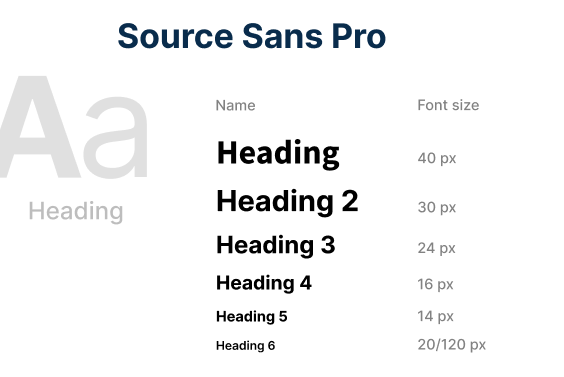 Source Sans Pro
Aa
Heading
Name Font size
Heading 40 px
Heading 2 30 px
Heading 3 24 px
Heading 4 16 px
Heading 5 14 px
Heading 6 20/120 px